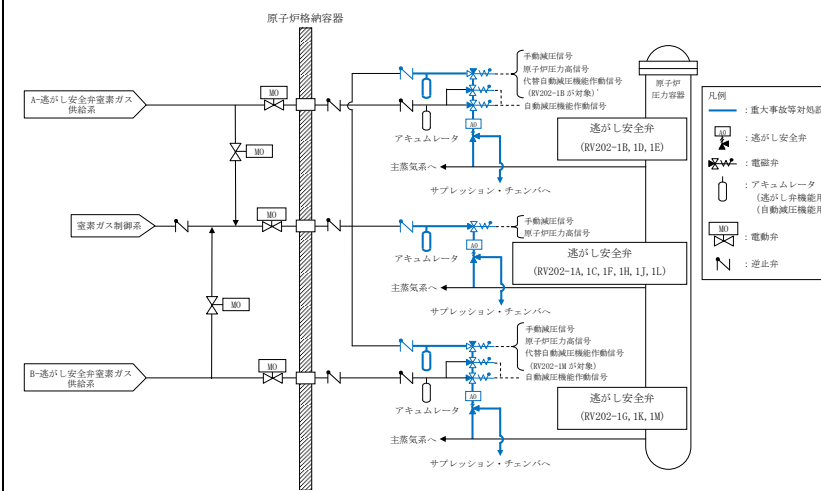 原子炉格納容器
手動減圧信号
原子炉圧力高信号
代替自動減圧機能作動信号
(RV202-1Bが対象)
自動減圧機能作動信号
A-逃がし安全弁窒素ガス
供給系
MO
MO
アキュムレータ
AO
主蒸気系へ
サプレッション・チェンバへ
逃がし安全弁
(RV202-1B, 1D, 1E)
原子炉
圧力容器
窒素ガス制御系
MO
手動減圧信号
原子炉圧力高信号
アキュムレータ
AO
主蒸気系へ
サプレッション・チェンバへ
逃がし安全弁
(RV202-1A, 1C, 1F, 1H, 1J, 1L)
MO
手動減圧信号
原子炉圧力高信号
代替自動減圧機能作動信号
(RV202-1Mが対象)
自動減圧機能作動信号
B-逃がし安全弁窒素ガス
供給系
MO
アキュムレータ
AO
主蒸気系へ
サプレッション・チェンバへ
逃がし安全弁
(RV202-1G, 1K, 1M)
凡例
：重大事故等対処設
AO
：逃がし安全弁
：電磁弁
：アキュムレータ
(逃がし弁機能用
(自動減圧機能用
MO
：電動弁
：逆止弁